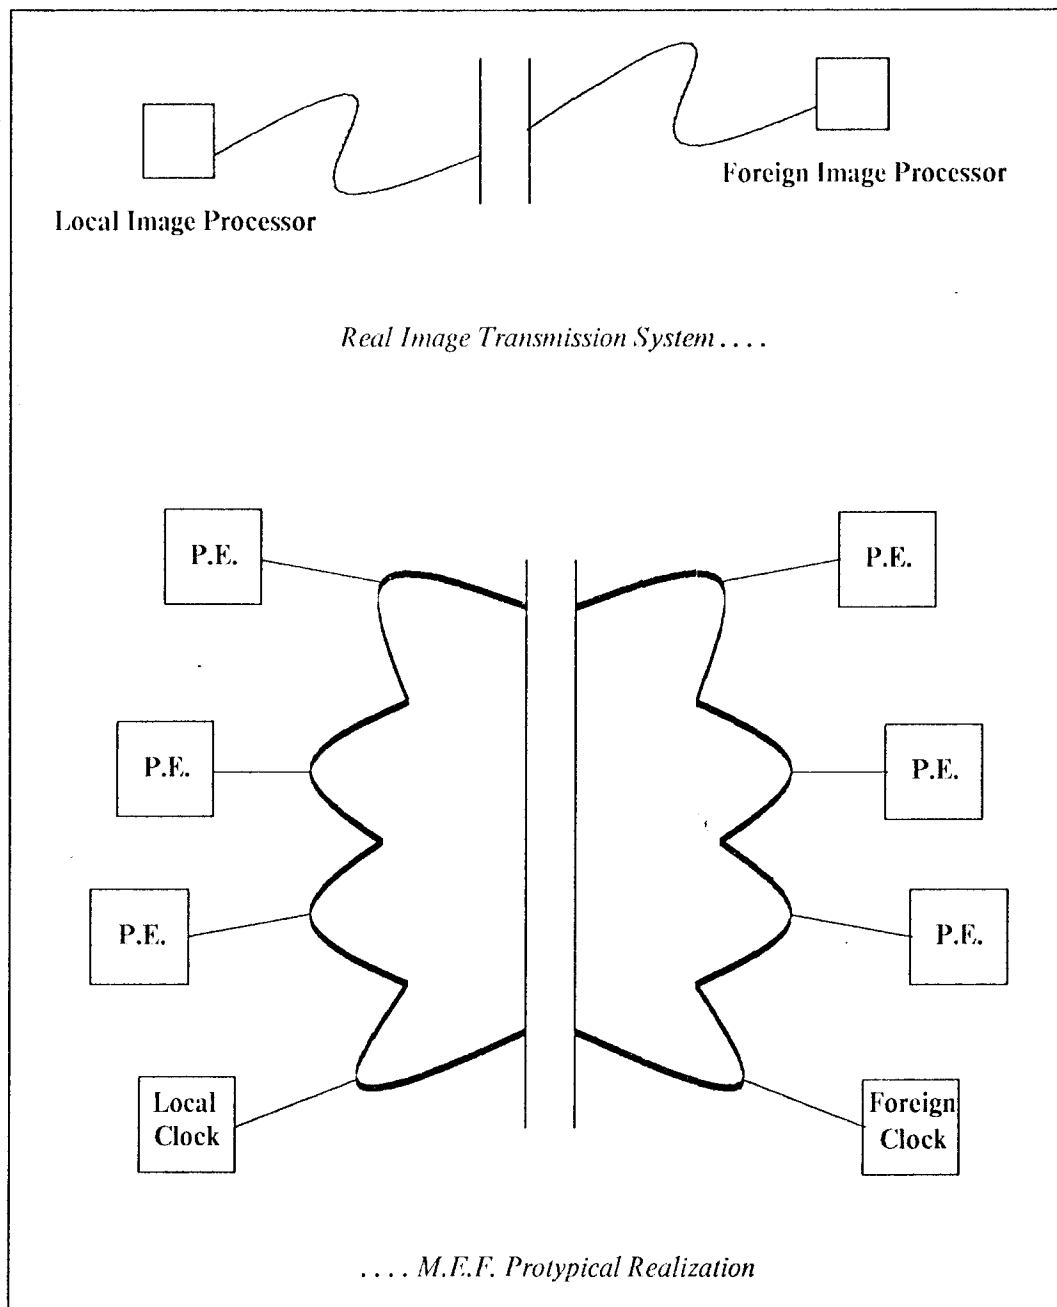 Foreign Image Processor
Local Image Processor
Real Image Transmission System . . . .
P.E.
P.E.
P.E.
P.E.
P.E.
P.E.
Local
Clock
Foreign
Clock
. . . . M.E.F. Protypical Realization